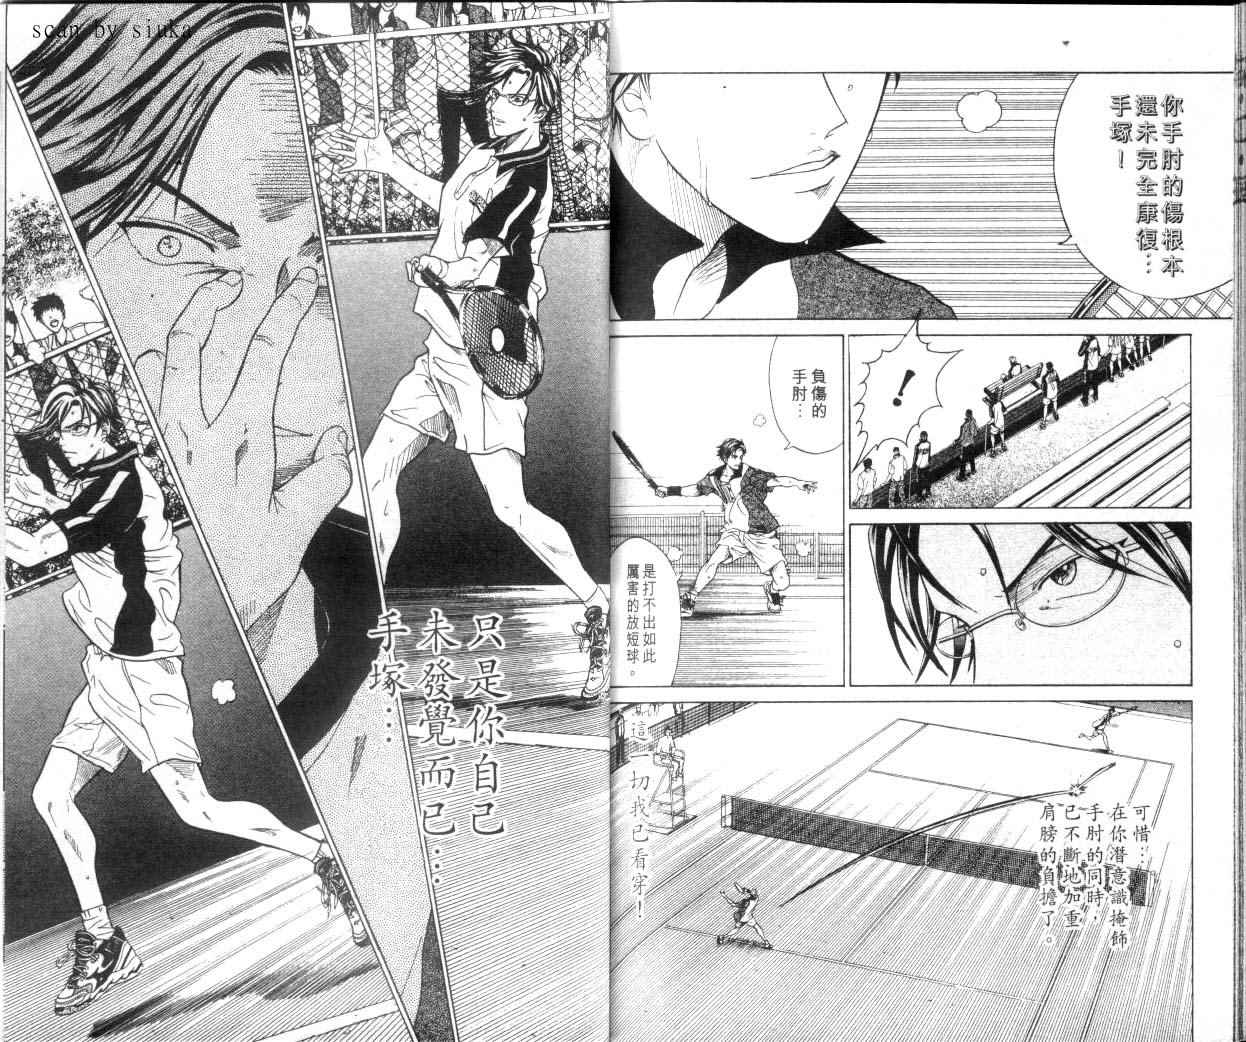 scan by siuka
你手肘的傷根本
還未完全康復…
手塚！
！
負傷的
手肘…
是打不出如此
厲害的放短球。
可惜…
在你潛意識掩飾
手肘的同時，
已不斷地加重
肩膀的負擔了。
這一切我已看穿！
只是你自己
未發覺而已……
手塚…